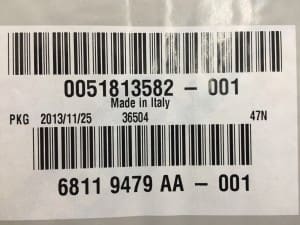 0051813582 - 001
Made in Italy
PKG 2013/11/25 36504 47N
6811 9479 AA - 001